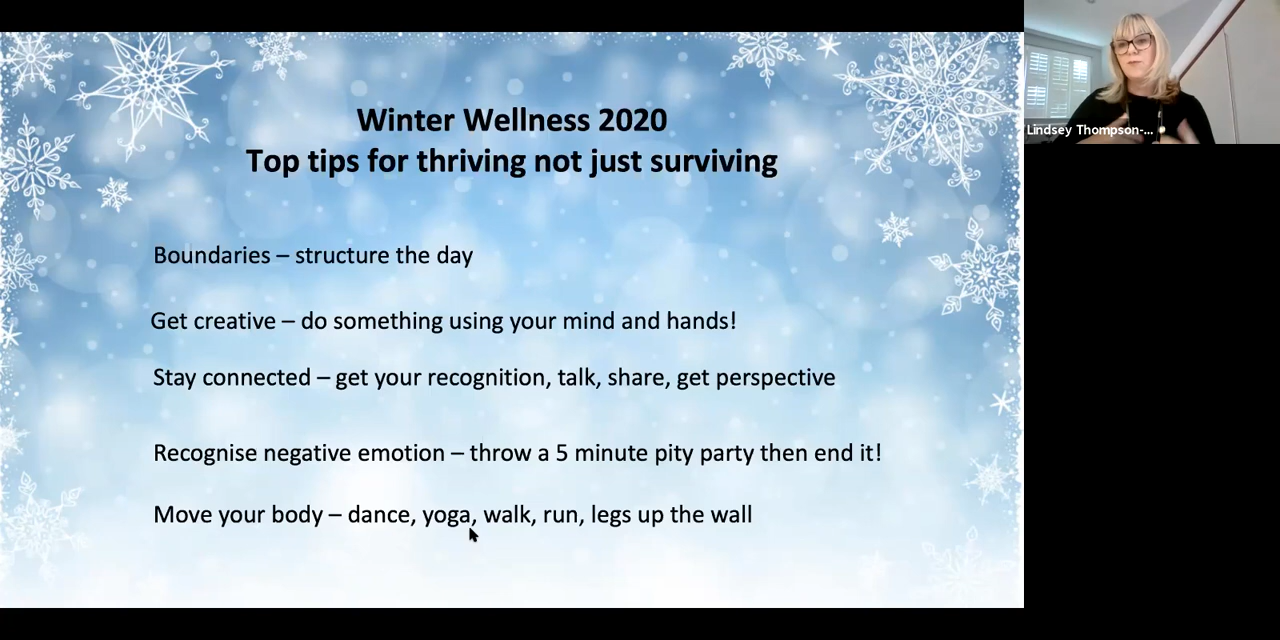 Winter Wellness 2020
Top tips for thriving not just surviving
Boundaries – structure the day
Get creative – do something using your mind and hands!
Stay connected – get your recognition, talk, share, get perspective
Recognise negative emotion – throw a 5 minute pity party then end it!
Move your body – dance, yoga, walk, run, legs up the wall
Lindsey Thompson-...